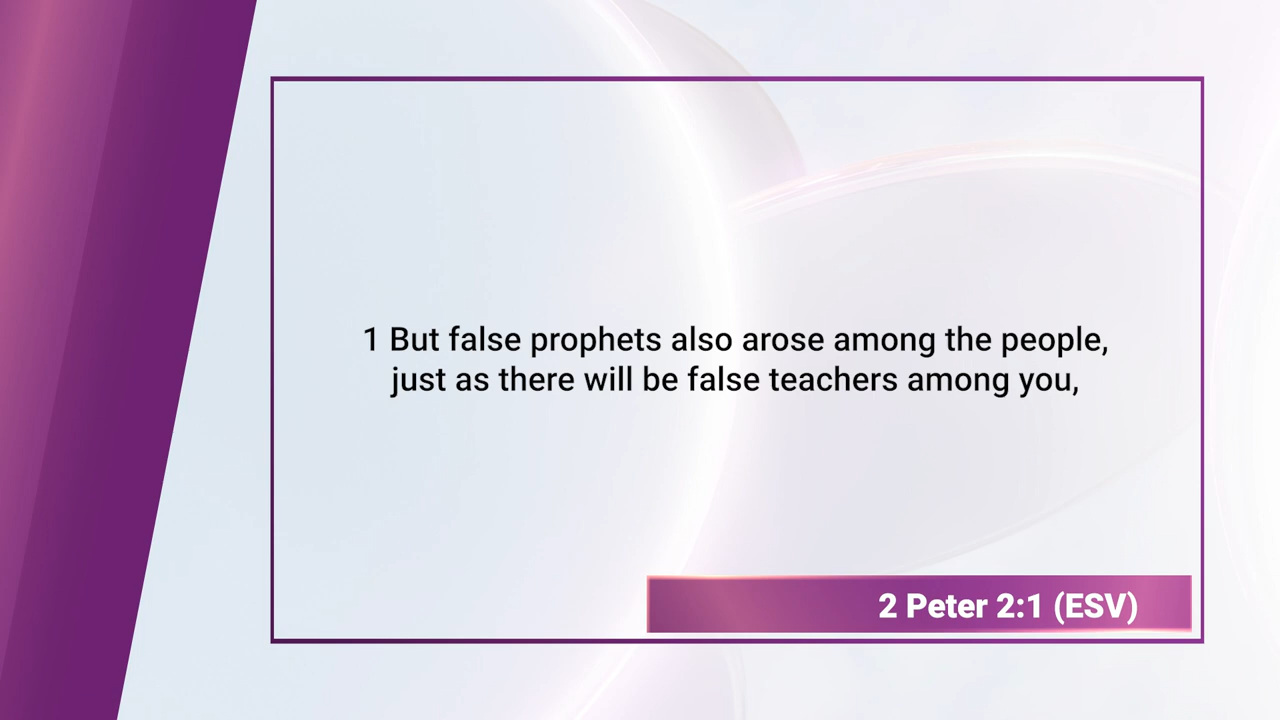 1 But false prophets also arose among the people,
just as there will be false teachers among you,
2 Peter 2:1 (ESV)